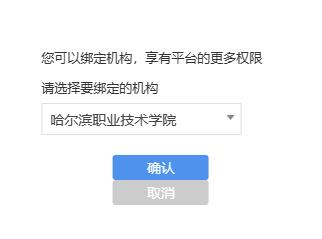 您可以绑定机构，享有平台的更多权限
请选择要绑定的机构
哈尔滨职业技术学院
确认
取消